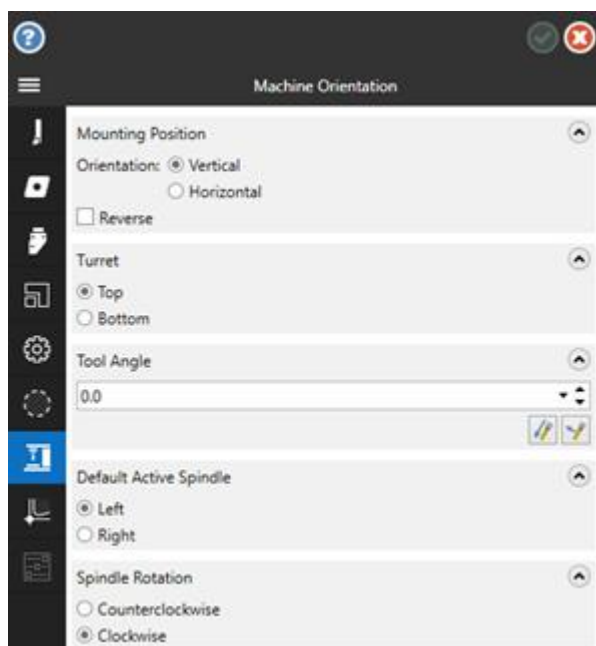 ?
Machine Orientation
Mounting Position
Orientation: Vertical
Horizontal
Reverse
Turret
Top
Bottom
Tool Angle
0.0
Default Active Spindle
Left
Right
Spindle Rotation
Counterclockwise
Clockwise